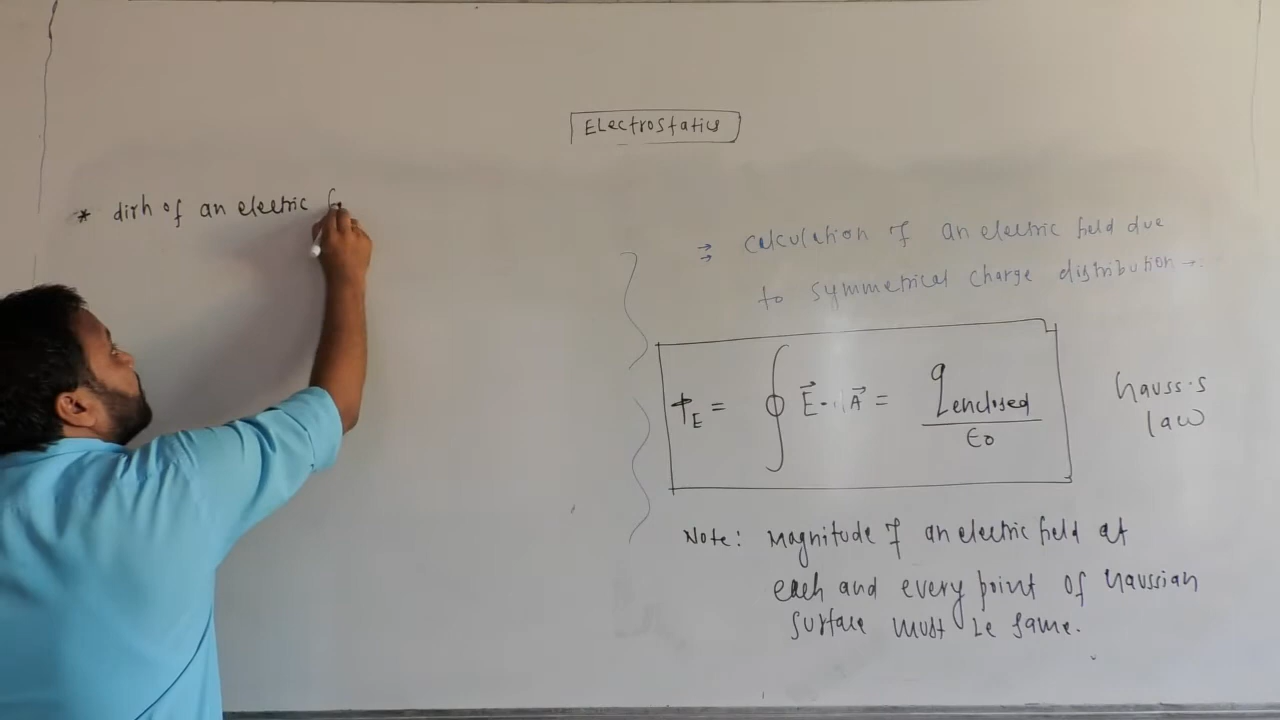 Electrostatics
* dirh of an electric f
⇒ calculation of an electric field due
to symmetrical charge distribution →.
ϕE = ∮ E⃗ · dA⃗ = qenclosed / ϵ0
Gauss's
law
Note: Magnitude of an electric field at
each and every point of Gaussian
surface must be same.